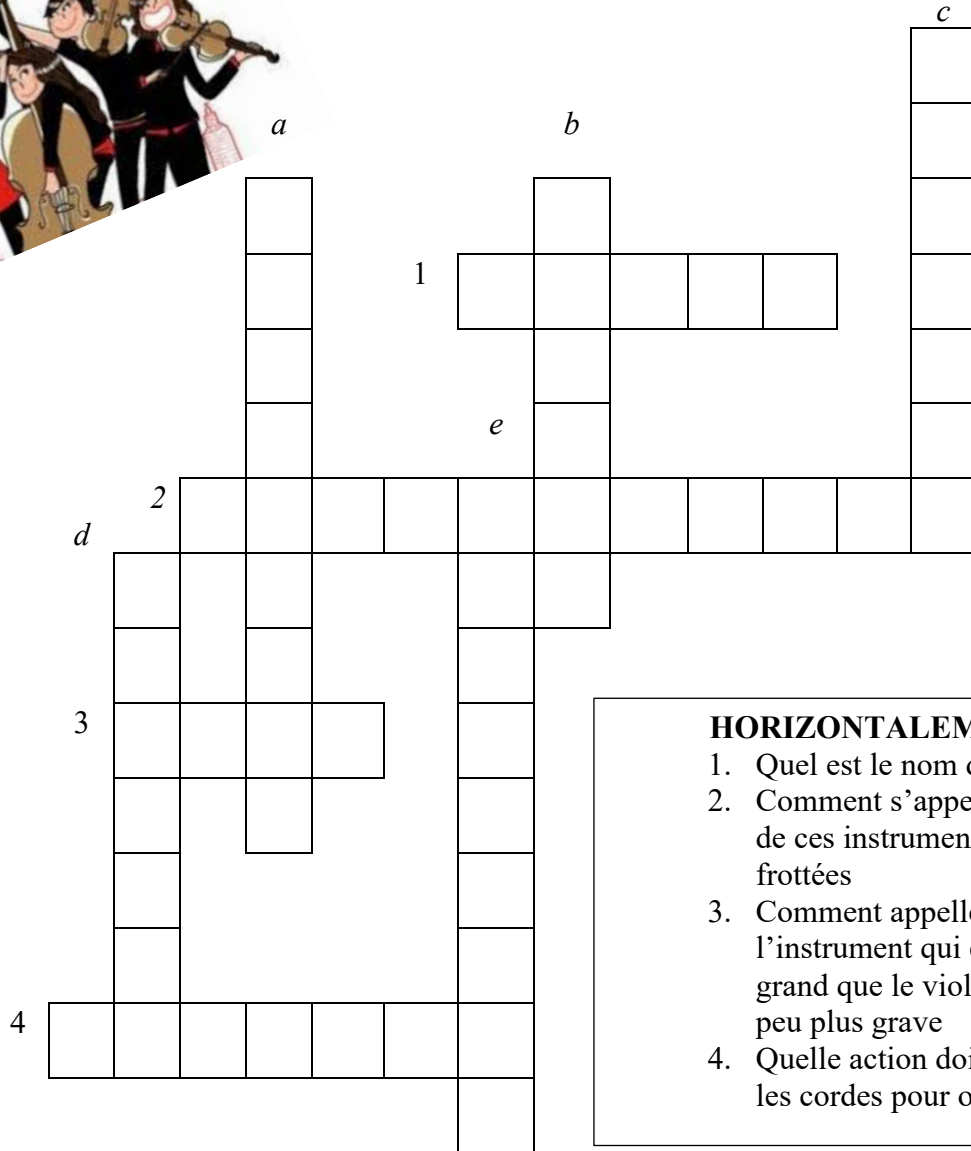 c
a
b
1
e
2
d
3
HORIZONTALEM
1. Quel est le nom
2. Comment s’appe
de ces instrumen
frottées
3. Comment appell
l’instrument qui
grand que le viol
peu plus grave
4. Quelle action doi
les cordes pour o
4